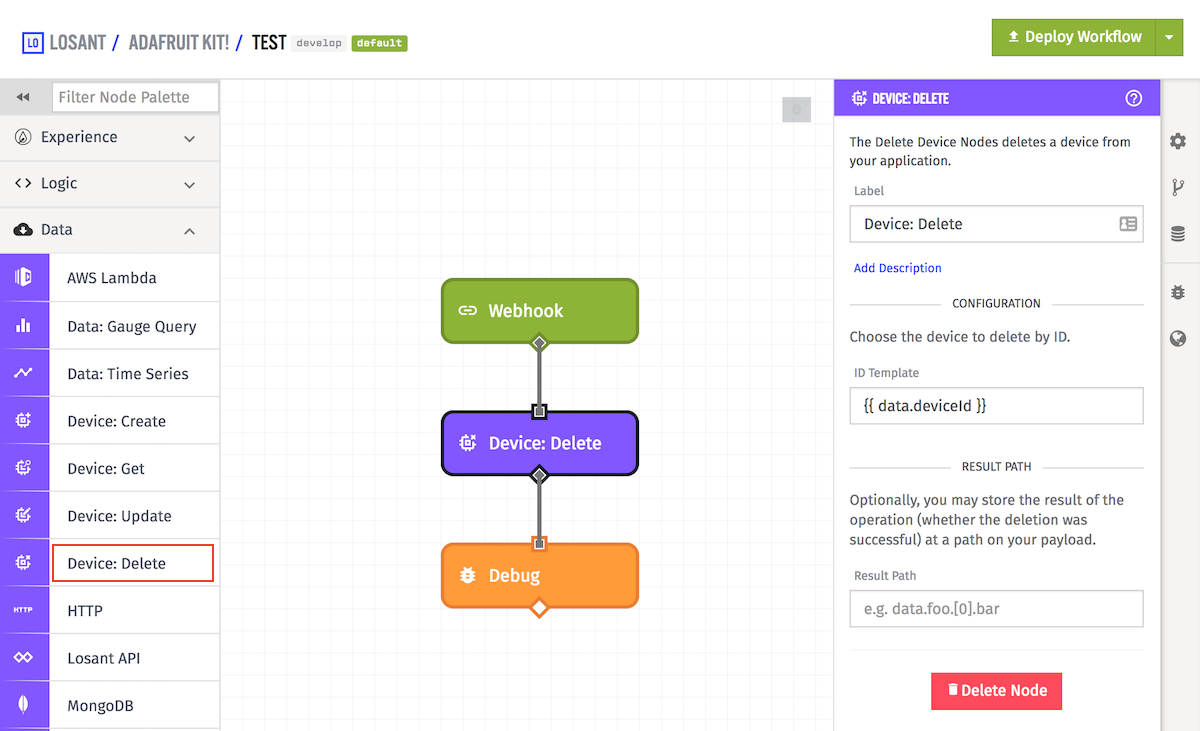 LO LOSANT / ADAFRUIT KIT! / TEST develop default
Deploy Workflow
Filter Node Palette
Experience
Logic
Data
AWS Lambda
Data: Gauge Query
Data: Time Series
Device: Create
Device: Get
Device: Update
Device: Delete
HTTP HTTP
Losant API
MongoDB
Webhook
Device: Delete
Debug
DEVICE: DELETE ?
The Delete Device Nodes deletes a device from
your application.
Label
Device: Delete
Add Description
CONFIGURATION
Choose the device to delete by ID.
ID Template
{{ data.deviceId }}
RESULT PATH
Optionally, you may store the result of the
operation (whether the deletion was
successful) at a path on your payload.
Result Path
e.g. data.foo.[0].bar
Delete Node